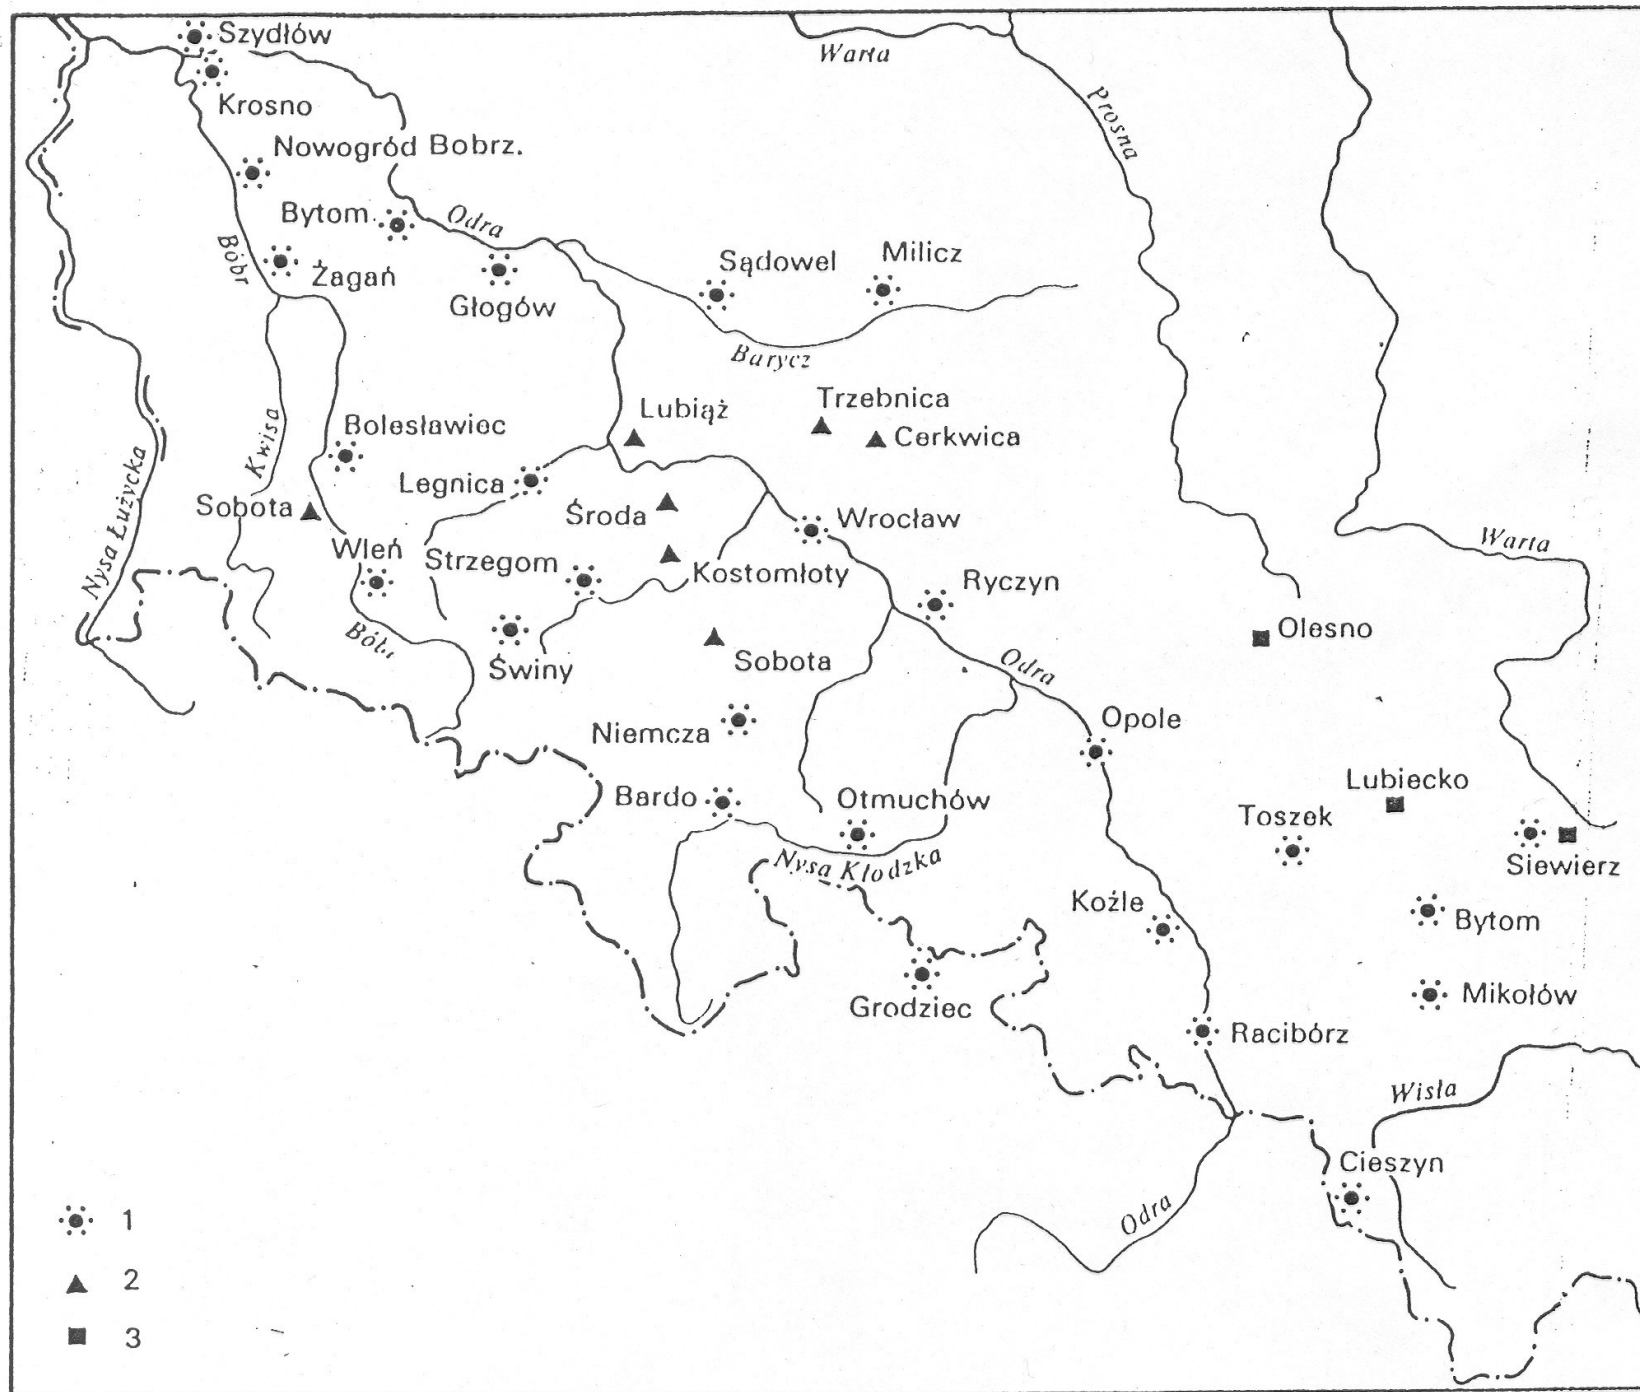 Szydłów
Warta
Krosno
Prosna
Nowogród Bobrz.
Bytom
Odra
Bóbr
Żagań
Głogów
Sądowel
Milicz
Barycz
Trzebnica
Lubiąż
Cerkwica
Bolesławiec
Kwisa
Legnica
Nysa Łużycka
Sobota
Środa
Wrocław
Wleń
Strzegom
Kostomłoty
Ryczyn
Warta
Olesno
Bóbr
Świny
Sobota
Odra
Niemcza
Opole
Bardo
Otmuchów
Lubiecko
Toszek
Nysa Kłodzka
Siewierz
Koźle
Bytom
Grodziec
Mikołów
Racibórz
Wisła
Cieszyn
Odra
1
2
3